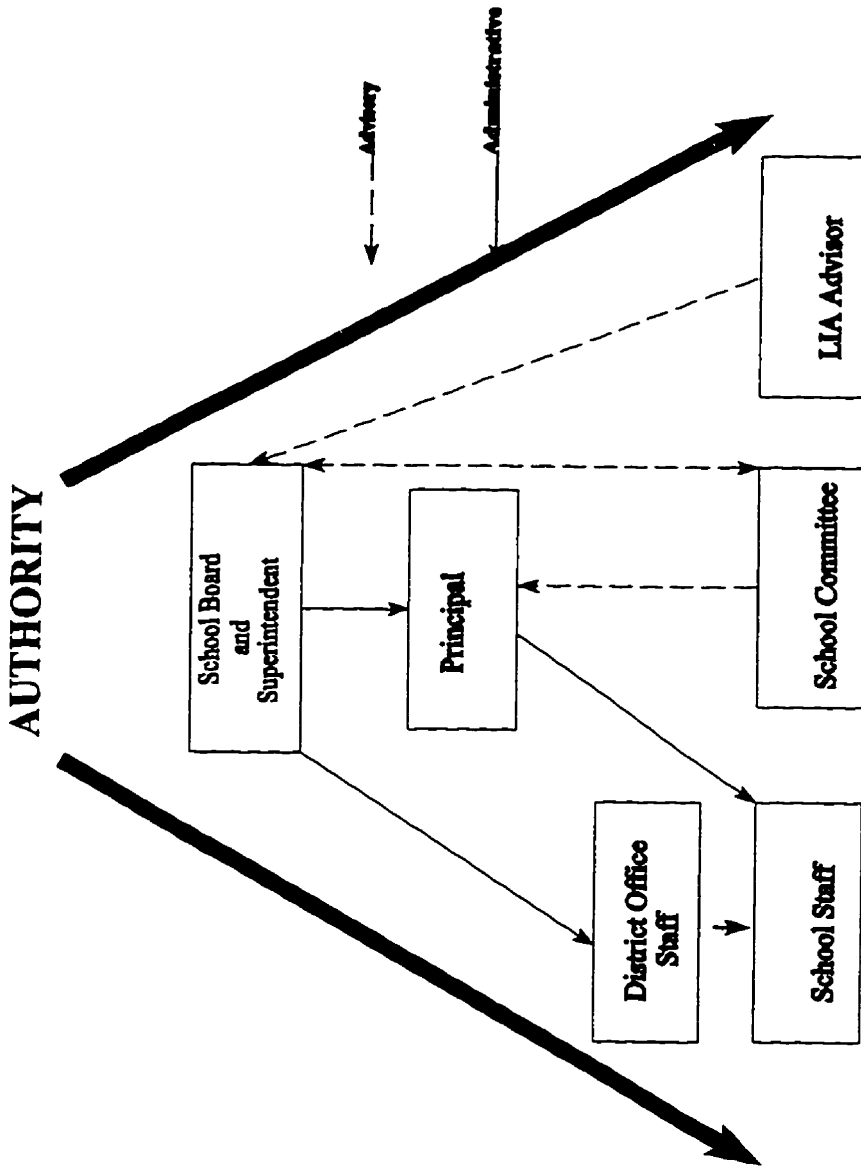 AUTHORITY
School Board
and
Superintendent
Advisory
Administrative
Principal
District Office
Staff
School Staff
School Committee
LIA Advisor